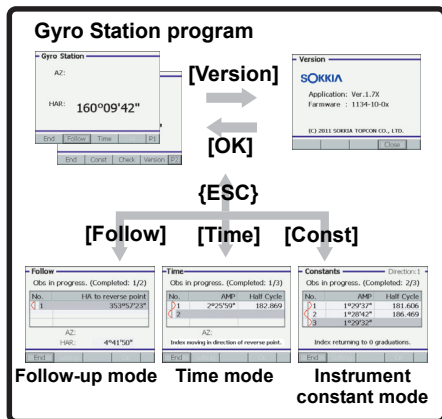 Gyro Station program
Gyro Station
AZ:
HAR: 160°09'42"
End Follow Time P1
End Const Check Version P2
[Version]
[OK]
Version
SOKKIA
Application: Ver.1.7X
Farmware : 1134-10-0x
(C) 2011 SOKKIA TOPCON CO., LTD.
Close
{ESC}
[Follow] [Time] [Const]
Follow
Obs in progress. (Completed: 1/2)
No. HA to reverse point
1 353°57'23"
AZ:
HAR: 4°41'50"
End
Follow-up mode
Time
Obs in progress. (Completed: 1/3)
No. AMP Half Cycle
1 2°25'59" 182.869
2
AZ:
Index moving in direction of reverse point.
End
Time mode
Constants Direction:1
Obs in progress. (Completed: 2/3)
No. AMP Half Cycle
1 1°29'37" 181.606
2 1°28'42" 186.469
3 1°29'32"
Index returning to 0 graduations.
End
Instrument
constant mode